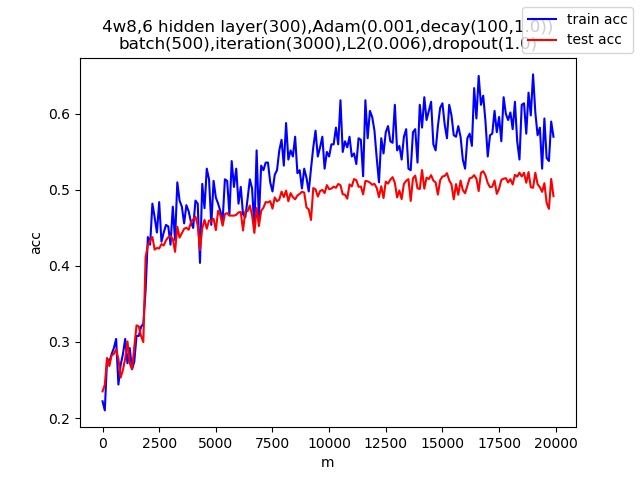 4w8,6 hidden layer(300),Adam(0.001,decay(100,1.0))
batch(500),iteration(3000),L2(0.006),dropout(1.0)
train acc
test acc
acc
0.6
0.5
0.4
0.3
0.2
0
2500
5000
7500
10000
12500
15000
17500
20000
m